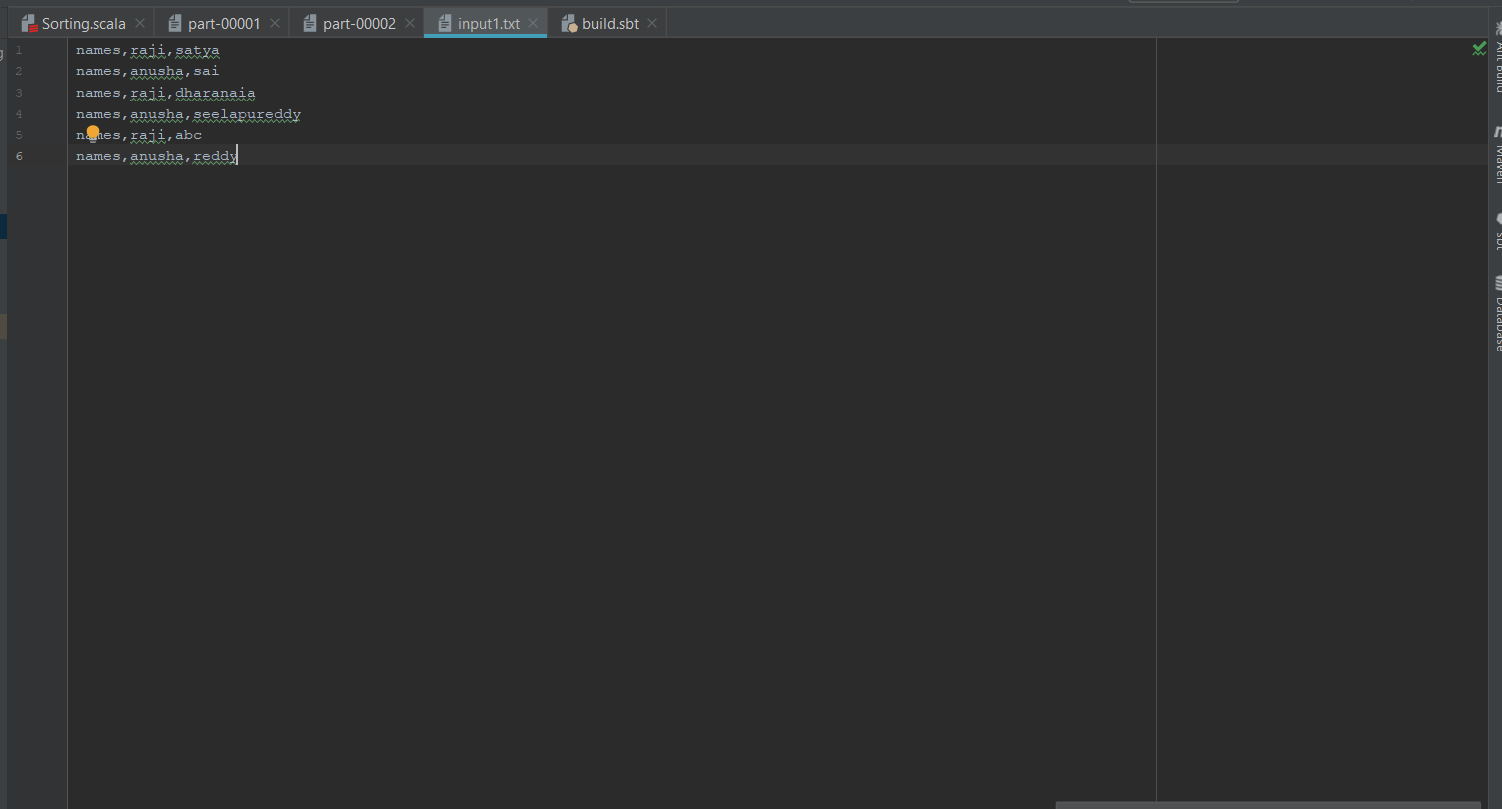 Sorting.scala part-00001 part-00002 input1.txt build.sbt
1 names,raji,satya
2 names,anusha,sai
3 names,raji,dharanaia
4 names,anusha,seelapureddy
5 names,raji,abc
6 names,anusha,reddy
Ant Build
Maven
sbt
Database